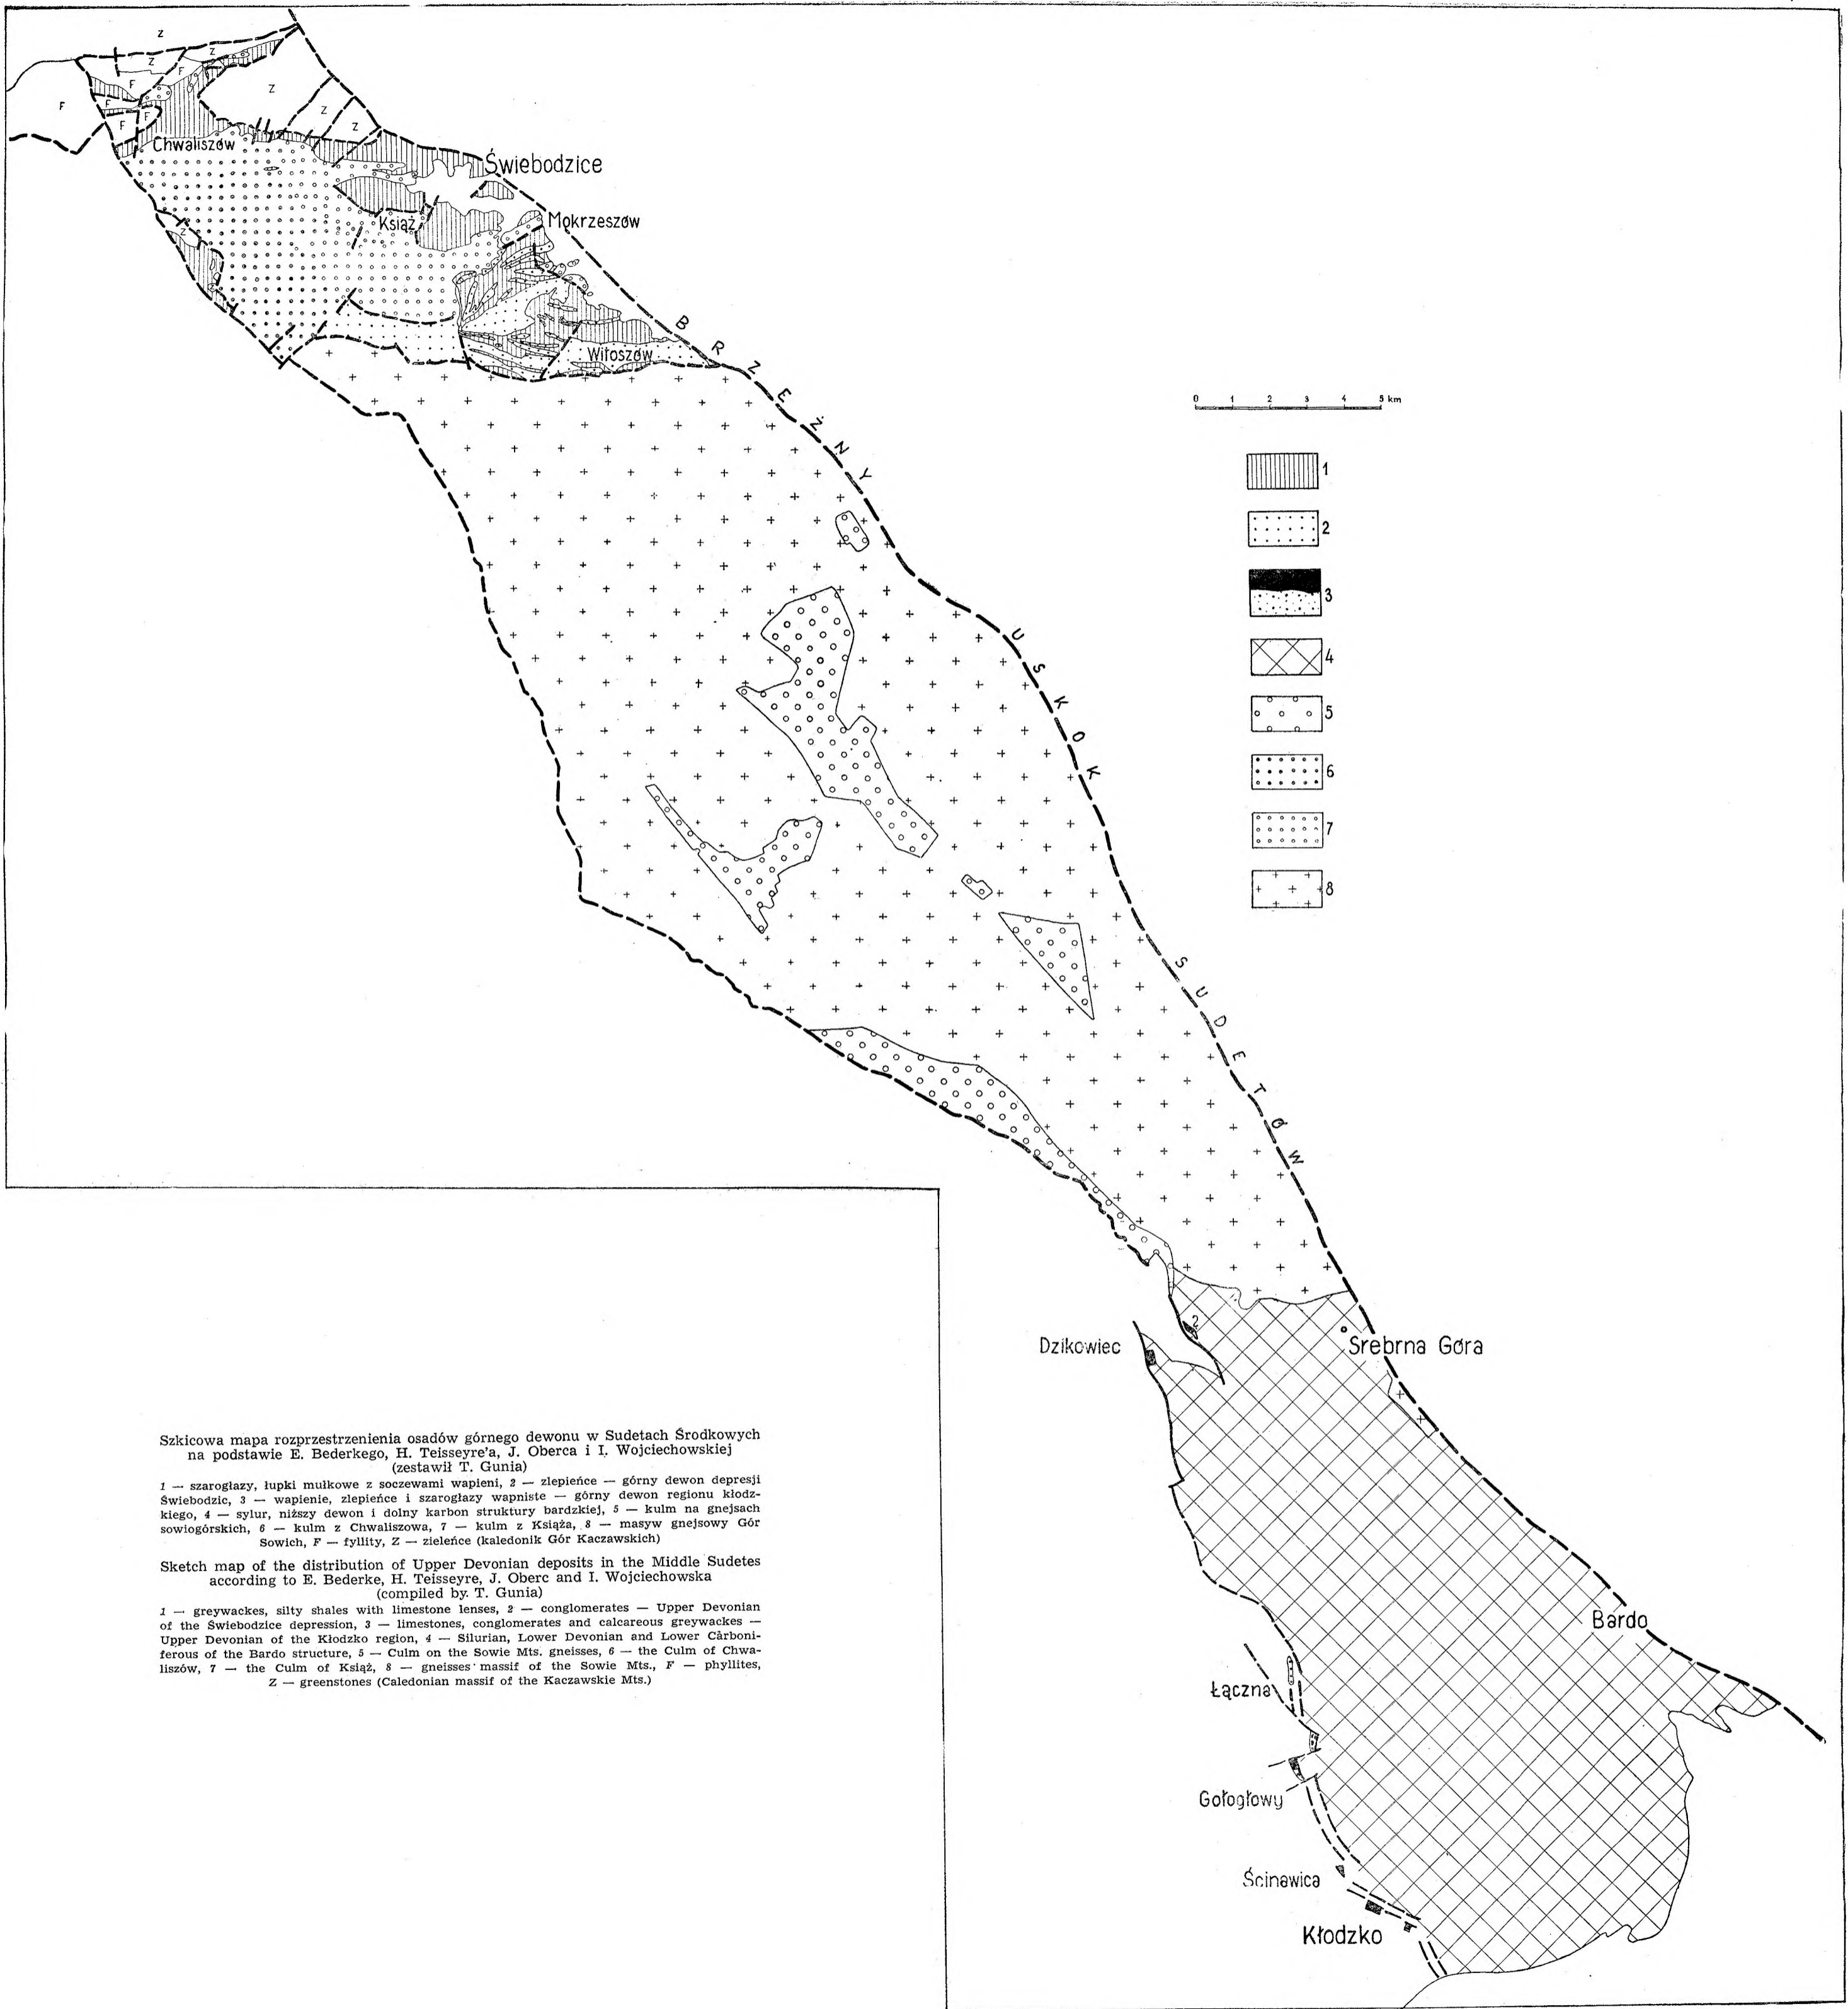 Z
Z
Z
F
F
F
F
F
F
Z
Z
Z
Chwaliszów
Świebodzice
Książ
Mokrzeszów
Z
Witoszów
BRZEŻNY
USKOK
SUDETÓW
0 1 2 3 4 5 km
1
2
3
4
5
6
7
8
2
Dzikowiec
Srebrna Góra
Bardo
Łączna
Gołogłowy
Ścinawica
Kłodzko
Szkicowa mapa rozprzestrzenienia osadów górnego dewonu w Sudetach Środkowych
na podstawie E. Bederkego, H. Teisseyre'a, J. Oberca i I. Wojciechowskiej
(zestawił T. Gunia)
1 — szarogłazy, łupki mułkowe z soczewami wapieni, 2 — zlepieńce — górny dewon depresji
Świebodzic, 3 — wapienie, zlepieńce i szarogłazy wapniste — górny dewon regionu kłodz-
kiego, 4 — sylur, niższy dewon i dolny karbon struktury bardzkiej, 5 — kulm na gnejsach
sowiogórskich, 6 — kulm z Chwaliszowa, 7 — kulm z Książa, 8 — masyw gnejsowy Gór
Sowich, F — fyllity, Z — zieleńce (kaledonik Gór Kaczawskich)
Sketch map of the distribution of Upper Devonian deposits in the Middle Sudetes
according to E. Bederke, H. Teisseyre, J. Oberc and I. Wojciechowska
(compiled by. T. Gunia)
1 — greywackes, silty shales with limestone lenses, 2 — conglomerates — Upper Devonian
of the Świebodzice depression, 3 — limestones, conglomerates and calcareous greywackes —
Upper Devonian of the Kłodzko region, 4 — Silurian, Lower Devonian and Lower Carboni-
ferous of the Bardo structure, 5 — Culm on the Sowie Mts. gneisses, 6 — the Culm of Chwa-
liszów, 7 — the Culm of Książ, 8 — gneisses massif of the Sowie Mts., F — phyllites,
Z — greenstones (Caledonian massif of the Kaczawskie Mts.)